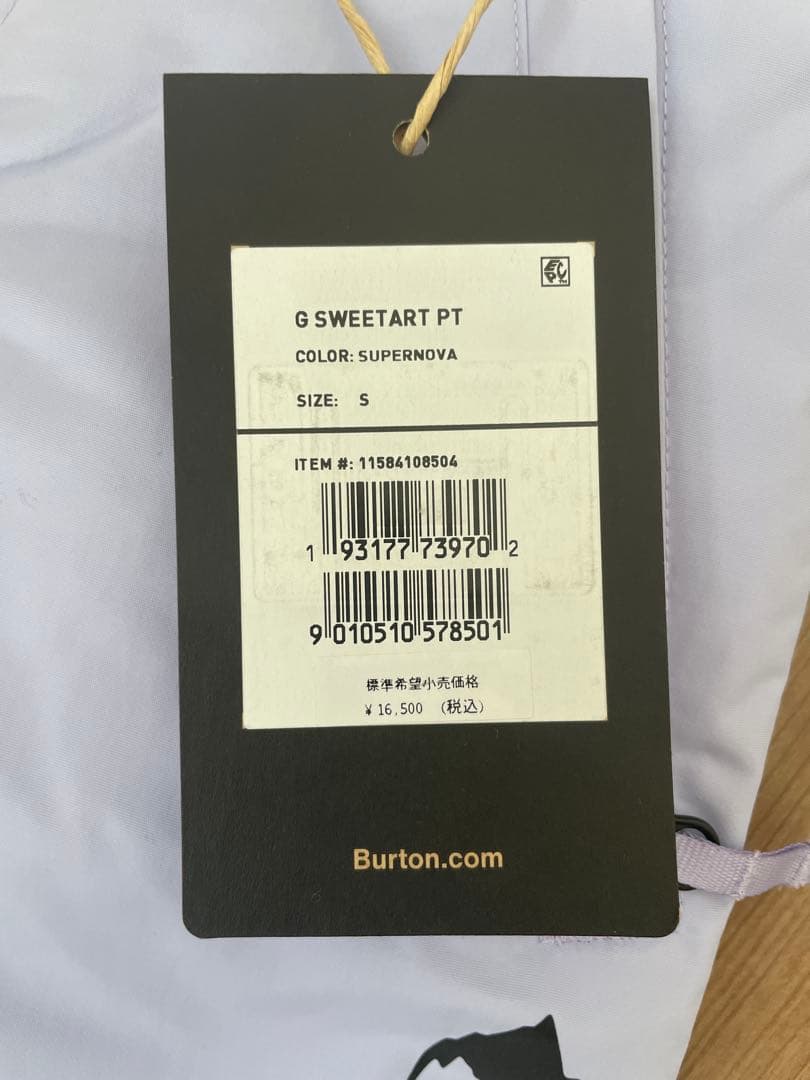 G SWEETART PT
COLOR: SUPERNOVA
SIZE: S
ITEM #: 11584108504
1 93177 73970 2
9 010510 578501
標準希望小売価格
¥ 16,500 (税込)
Burton.com